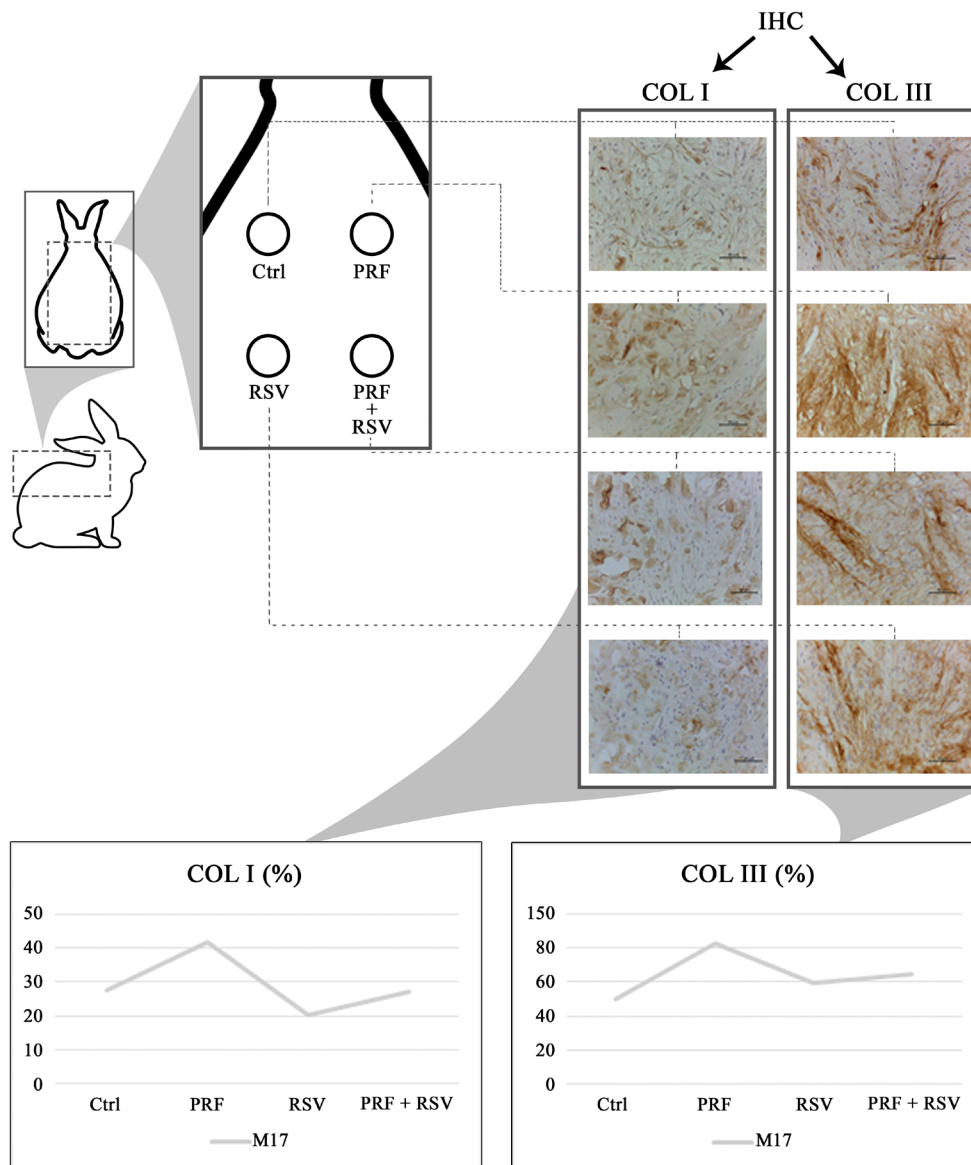 IHC
COL I
COL III
Ctrl
PRF
RSV
PRF
+
RSV
COL I (%)
50
40
30
20
10
0
Ctrl
PRF
RSV
PRF + RSV
M17
COL III (%)
150
80
60
40
20
0
Ctrl
PRF
RSV
PRF + RSV
M17